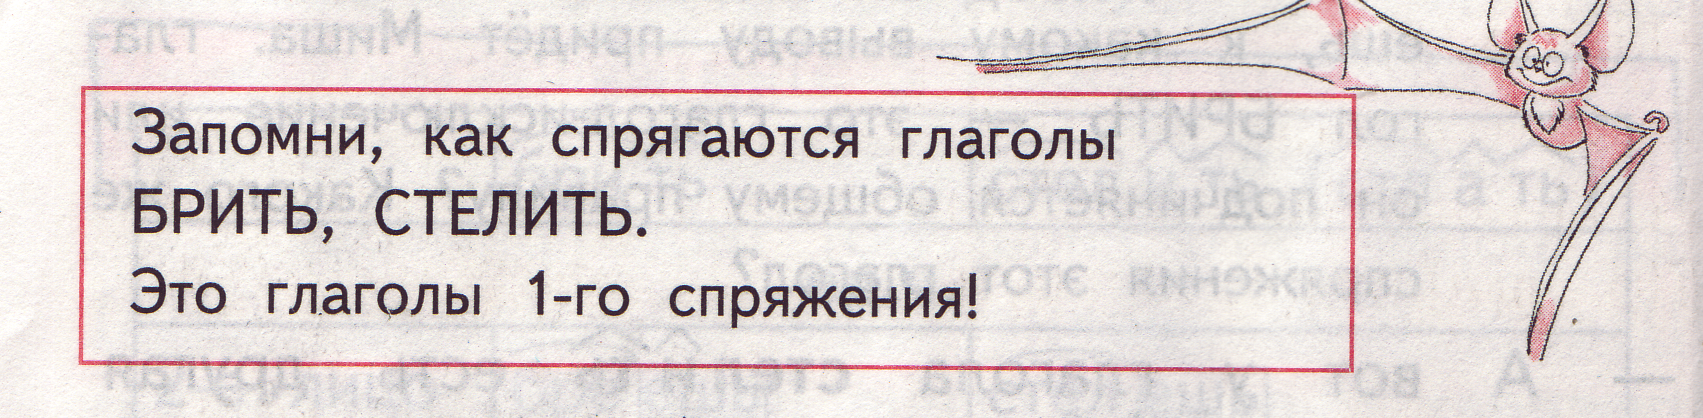 Запомни, как спрягаются глаголы
БРИТЬ, СТЕЛИТЬ.
Это глаголы 1-го спряжения!